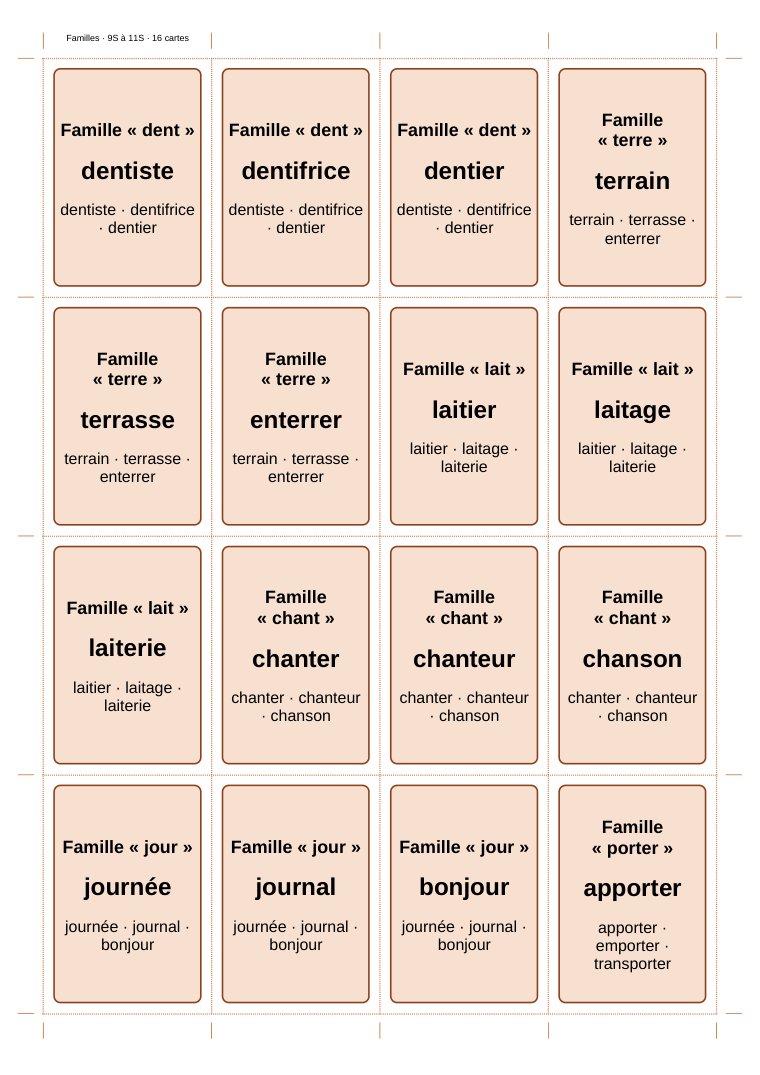 Familles · 9S à 11S · 16 cartes
Famille « dent »
dentiste
dentiste · dentifrice
· dentier
Famille « dent »
dentifrice
dentiste · dentifrice
· dentier
Famille « dent »
dentier
dentiste · dentifrice
· dentier
Famille
« terre »
terrain
terrain · terrasse ·
enterrer
Famille
« terre »
terrasse
terrain · terrasse ·
enterrer
Famille
« terre »
enterrer
terrain · terrasse ·
enterrer
Famille « lait »
laitier
laitier · laitage ·
laiterie
Famille « lait »
laitage
laitier · laitage ·
laiterie
Famille « lait »
laiterie
laitier · laitage ·
laiterie
Famille
« chant »
chanter
chanter · chanteur
· chanson
Famille
« chant »
chanteur
chanter · chanteur
· chanson
Famille
« chant »
chanson
chanter · chanteur
· chanson
Famille « jour »
journée
journée · journal ·
bonjour
Famille « jour »
journal
journée · journal ·
bonjour
Famille « jour »
bonjour
journée · journal ·
bonjour
Famille
« porter »
apporter
apporter ·
emporter ·
transporter